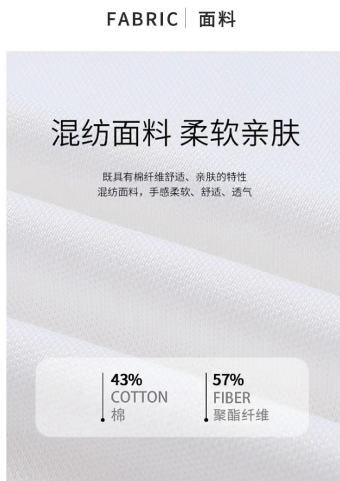 FABRIC | 面料
混纺面料 柔软亲肤
既具有棉纤维舒适、亲肤的特性
混纺面料，手感柔软、舒适、透气
43%
COTTON
棉
57%
FIBER
聚酯纤维